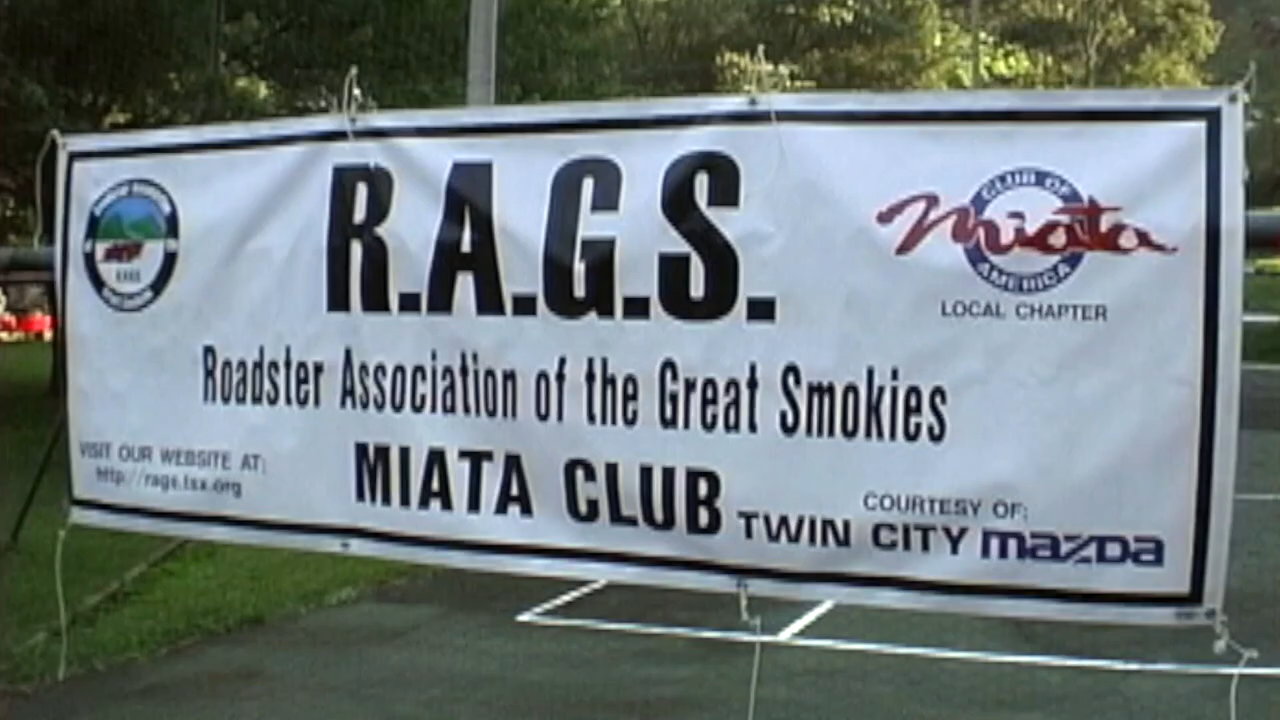 R.A.G.S.
CLUB OF
Miata
AMERICA
LOCAL CHAPTER
Roadster Association of the Great Smokies
VISIT OUR WEBSITE AT:
http://rags.tsx.org
MIATA CLUB
COURTESY OF:
TWIN CITY mazda